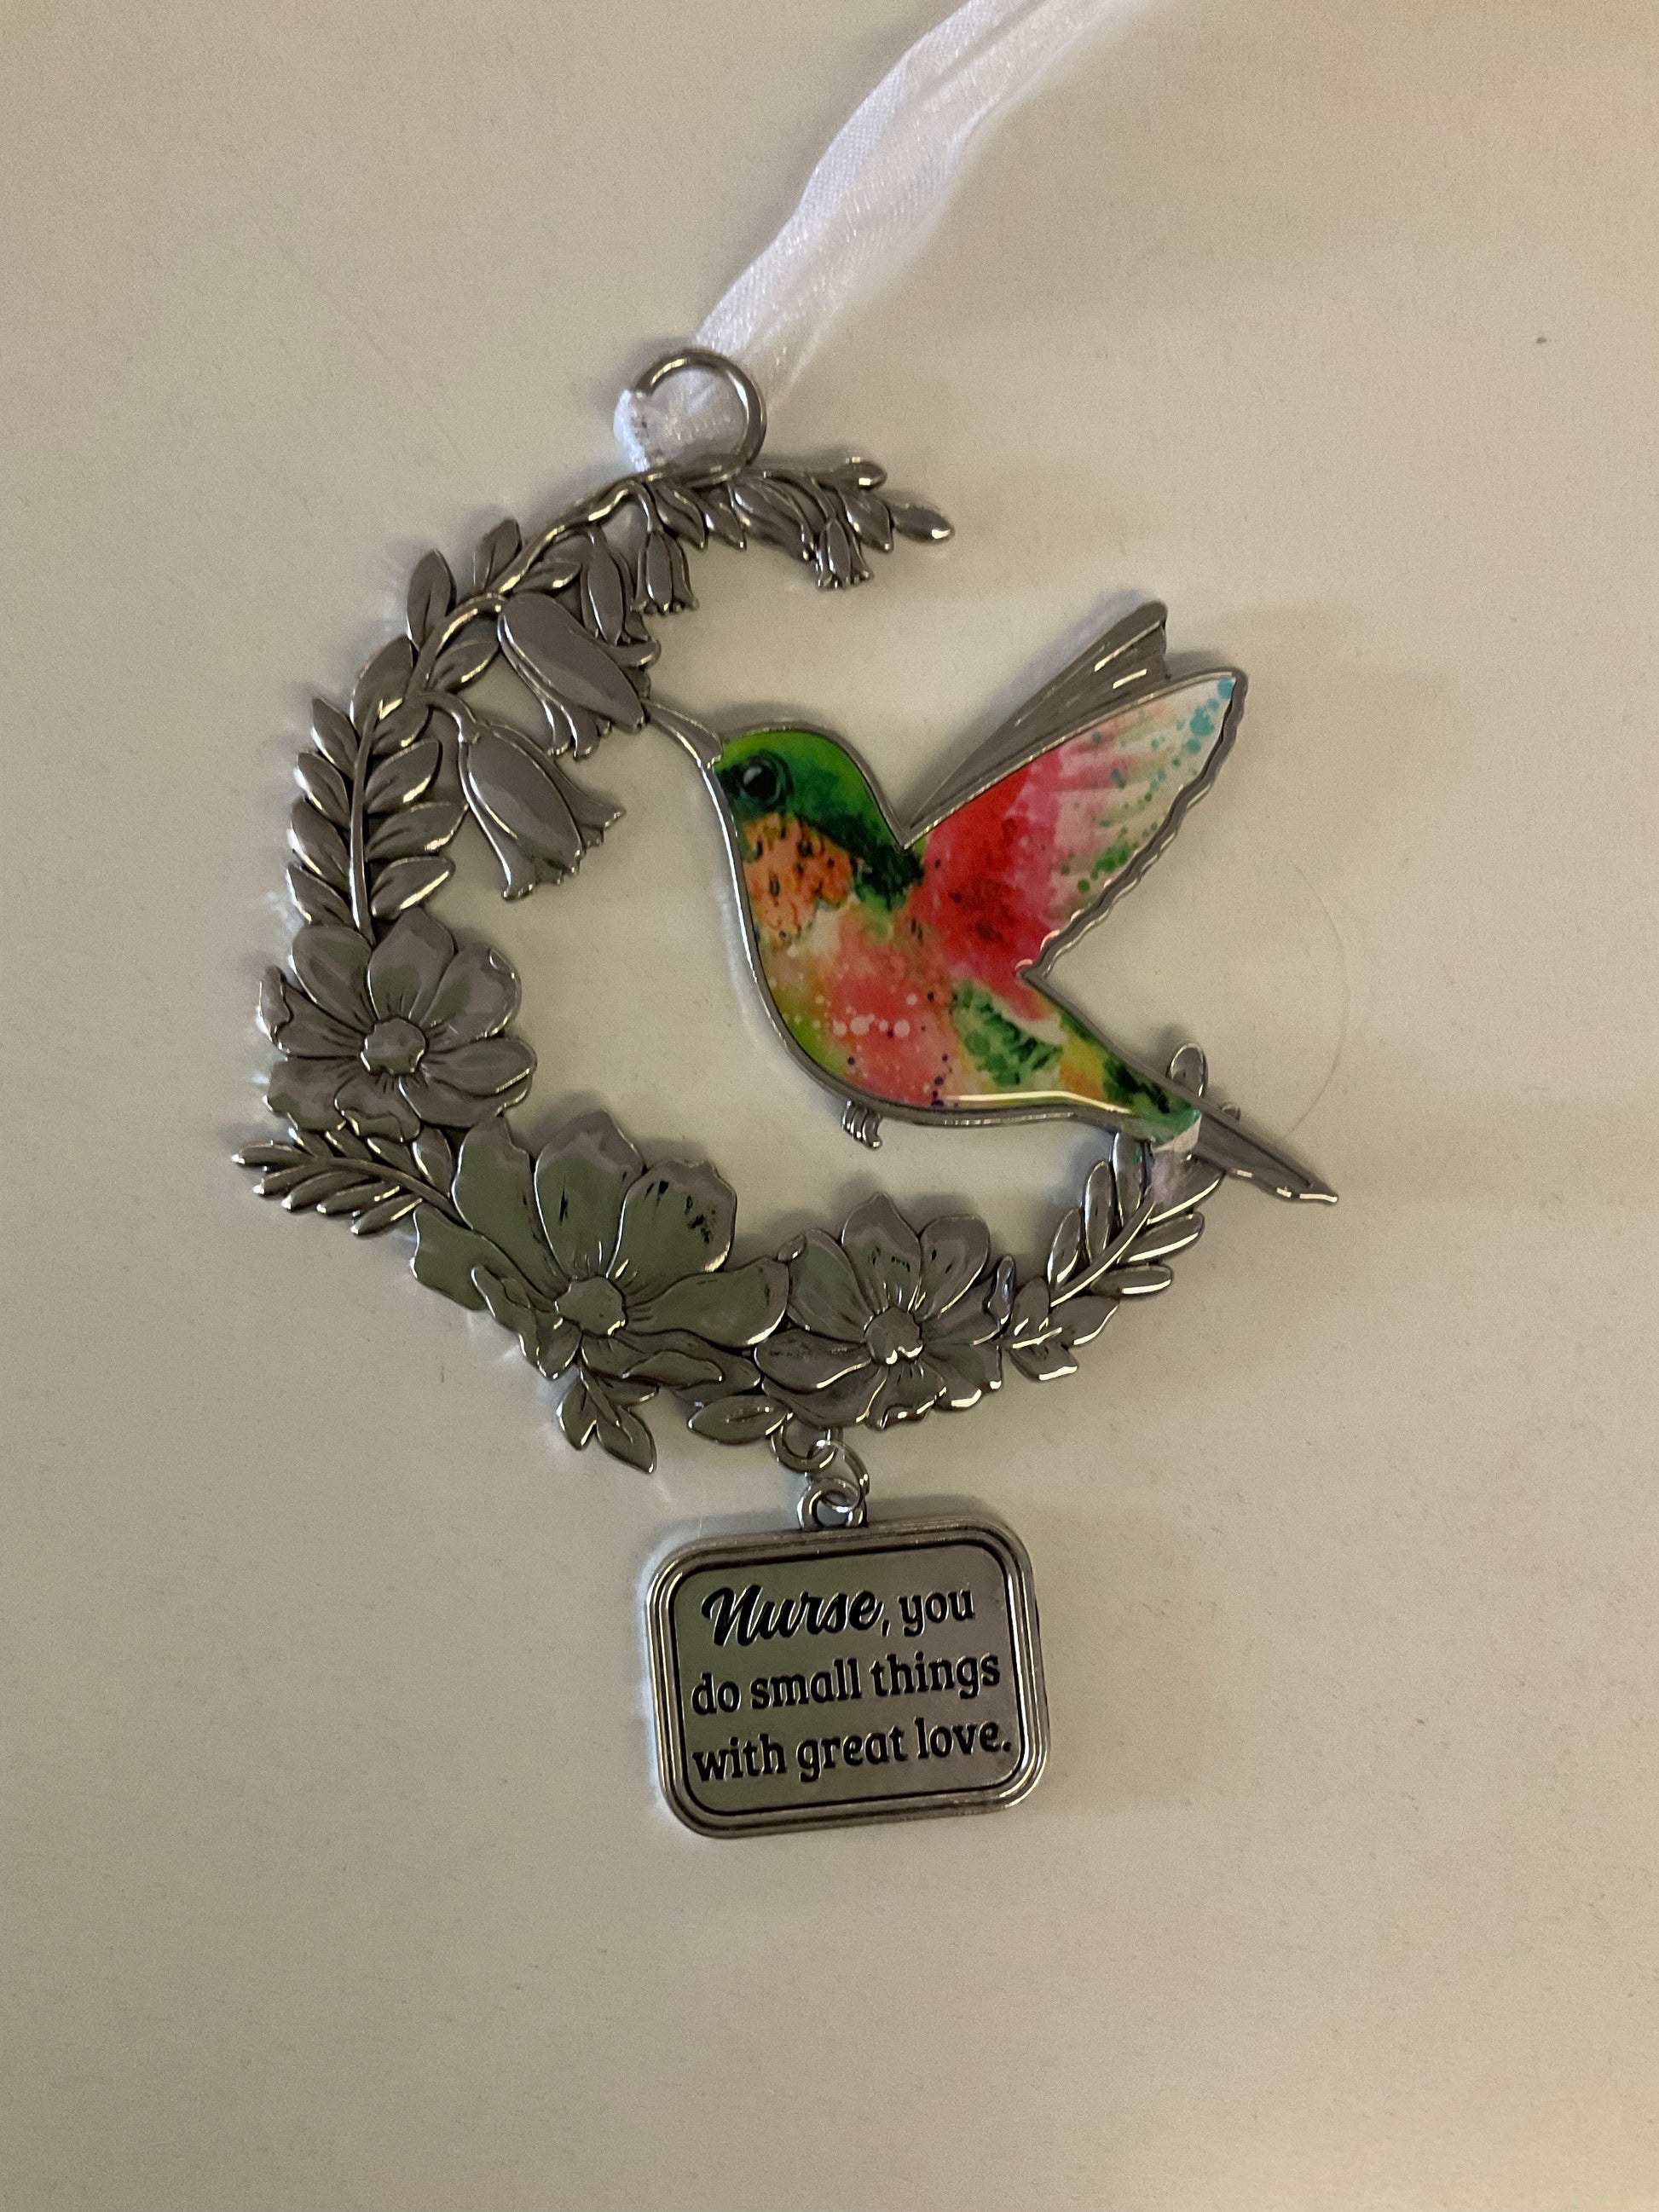 Nurse, you
do small things
with great love.